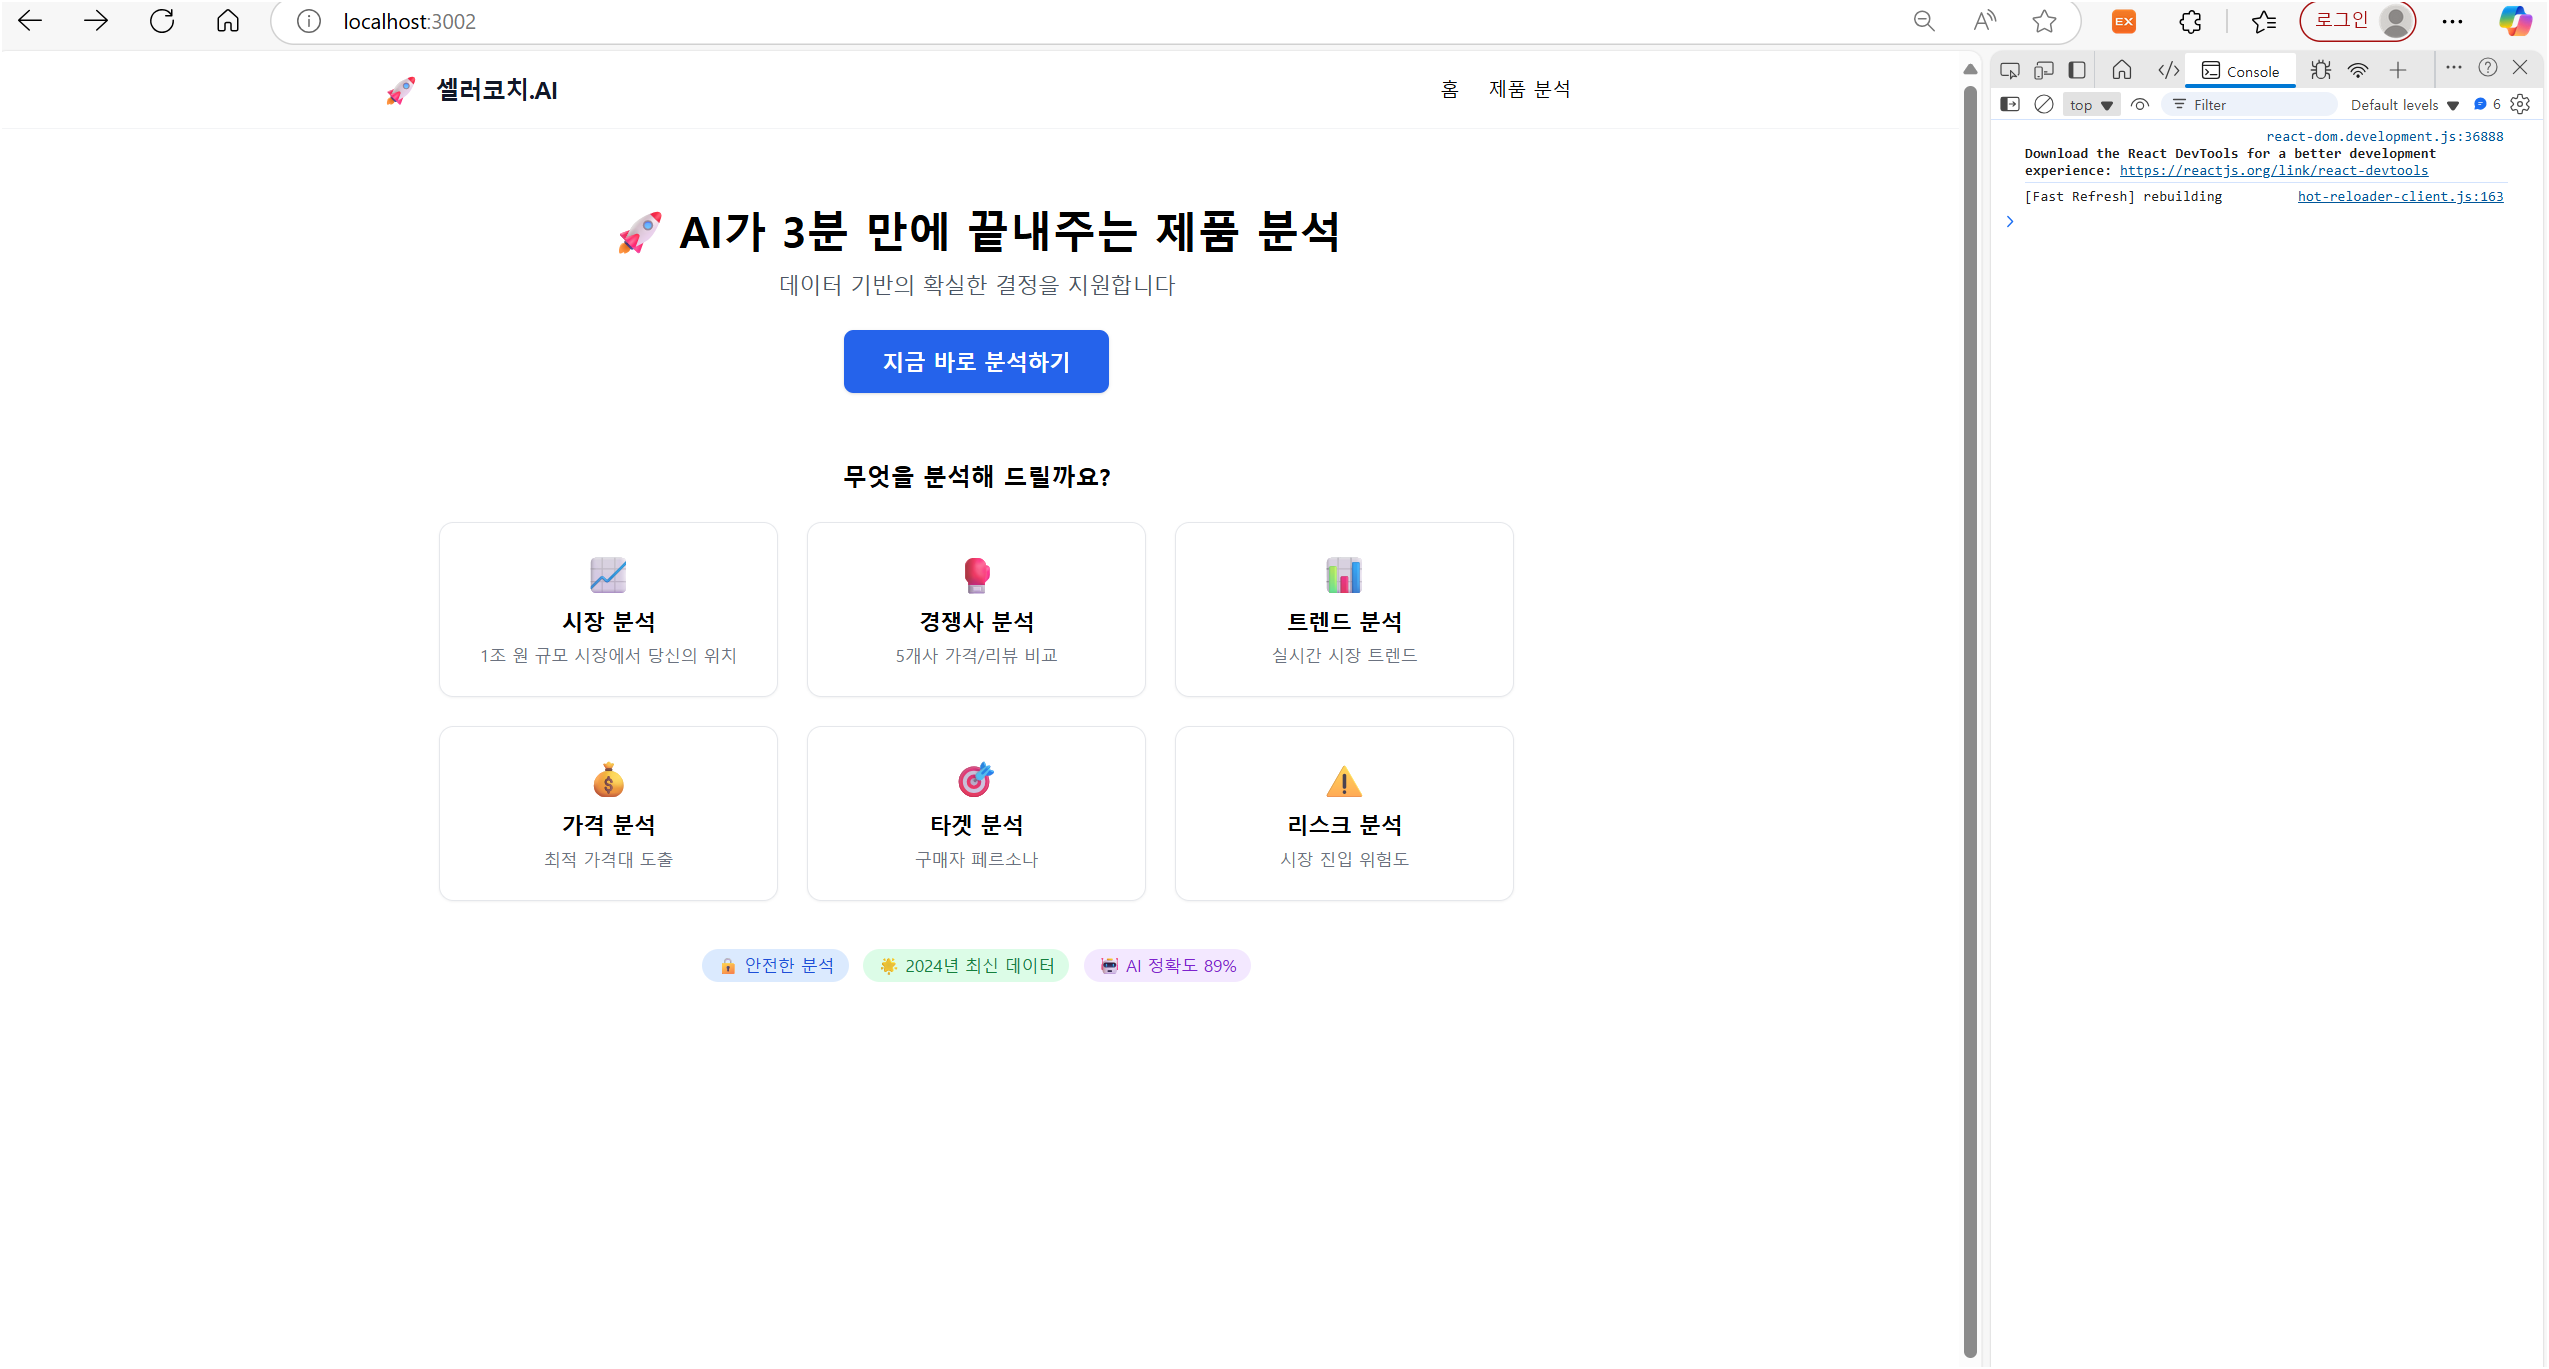 localhost:3002
로그인
셀러코치.AI
홈
제품 분석
AI가 3분 만에 끝내주는 제품 분석
데이터 기반의 확실한 결정을 지원합니다
지금 바로 분석하기
무엇을 분석해 드릴까요?
시장 분석
1조 원 규모 시장에서 당신의 위치
경쟁사 분석
5개사 가격/리뷰 비교
트렌드 분석
실시간 시장 트렌드
가격 분석
최적 가격대 도출
타겟 분석
구매자 페르소나
리스크 분석
시장 진입 위험도
안전한 분석
2024년 최신 데이터
AI 정확도 89%
Console
top
Filter
Default levels
6
react-dom.development.js:36888
Download the React DevTools for a better development
experience: https://reactjs.org/link/react-devtools
[Fast Refresh] rebuilding hot-reloader-client.js:163